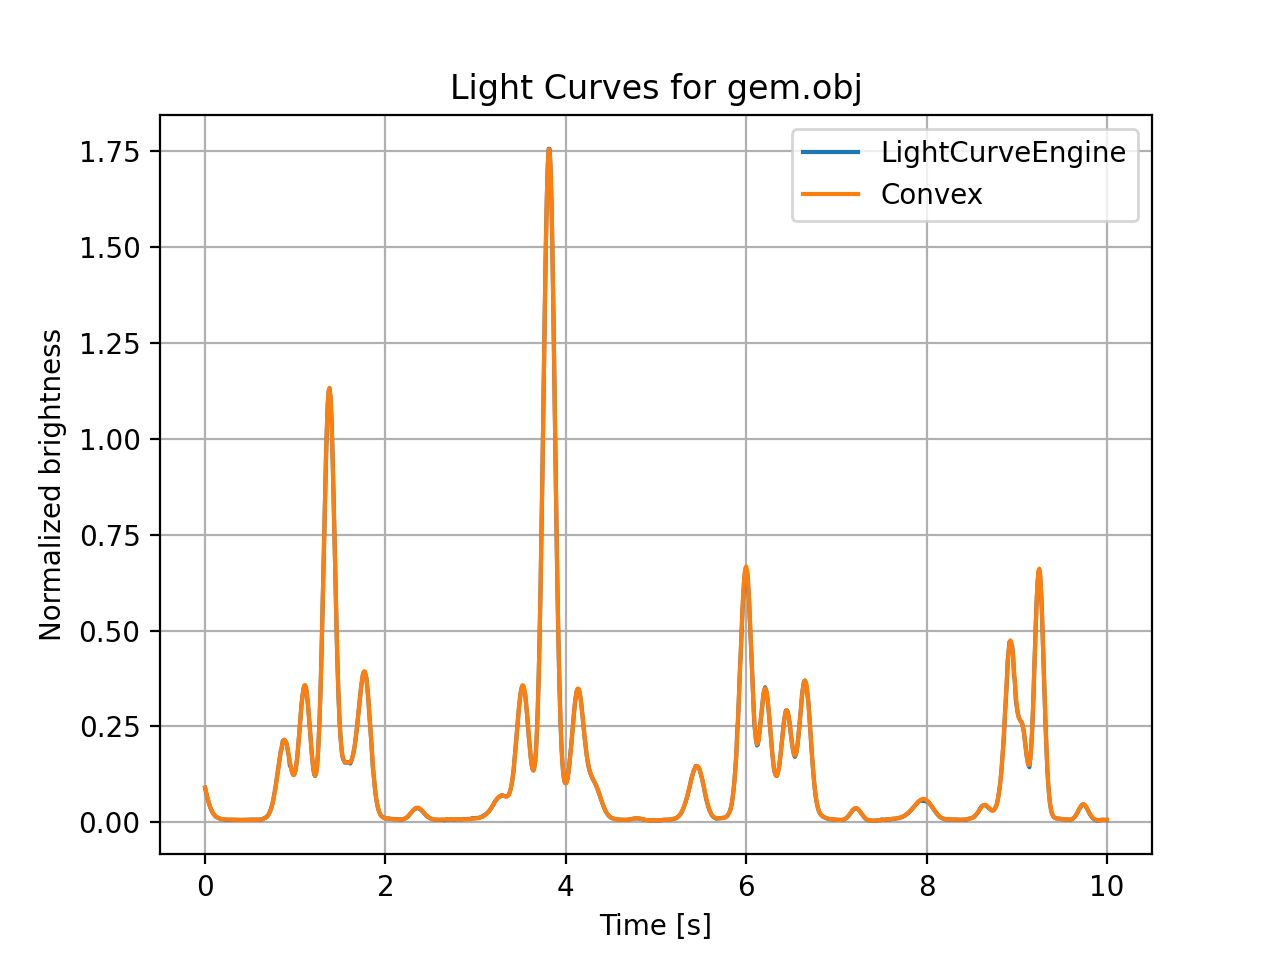 Light Curves for gem.obj
LightCurveEngine
Convex
1.75
1.50
1.25
1.00
0.75
0.50
0.25
0.00
Normalized brightness
0 2 4 6 8 10
Time [s]